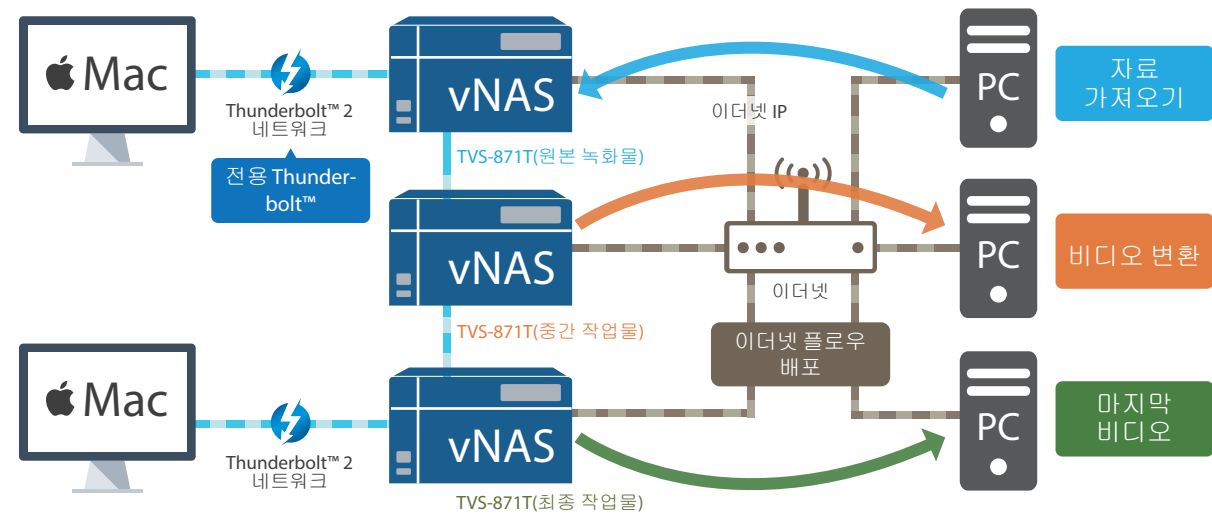 Mac
Thunderbolt™ 2
네트워크
전용 Thunder-
bolt™
vNAS
TVS-871T(원본 녹화물)
이더넷 IP
PC
자료
가져오기
vNAS
TVS-871T(중간 작업물)
이더넷
이더넷 플로우
배포
PC
비디오 변환
Mac
Thunderbolt™ 2
네트워크
vNAS
TVS-871T(최종 작업물)
PC
마지막
비디오